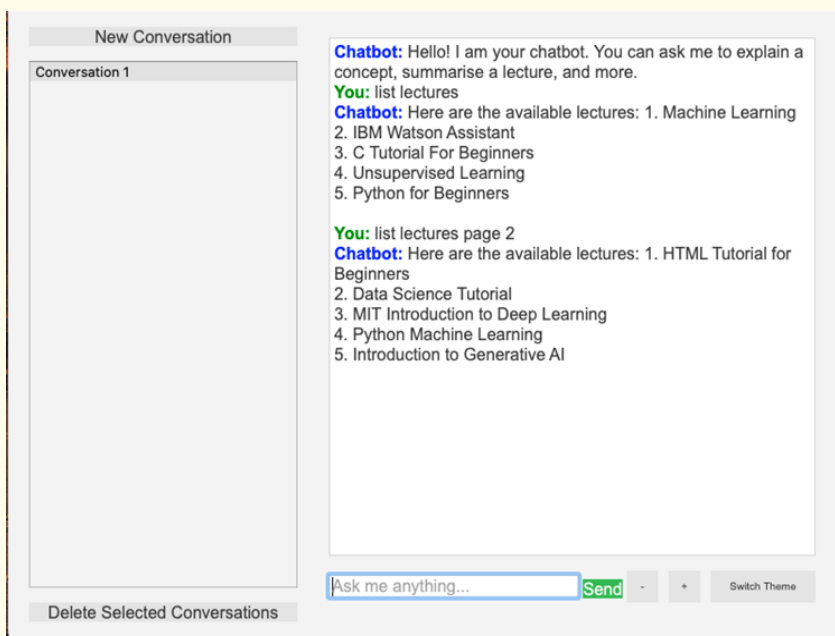 New Conversation
Conversation 1
Delete Selected Conversations
Chatbot: Hello! I am your chatbot. You can ask me to explain a
concept, summarise a lecture, and more.
You: list lectures
Chatbot: Here are the available lectures: 1. Machine Learning
2. IBM Watson Assistant
3. C Tutorial For Beginners
4. Unsupervised Learning
5. Python for Beginners
You: list lectures page 2
Chatbot: Here are the available lectures: 1. HTML Tutorial for
Beginners
2. Data Science Tutorial
3. MIT Introduction to Deep Learning
4. Python Machine Learning
5. Introduction to Generative AI
Ask me anything... Send - + Switch Theme